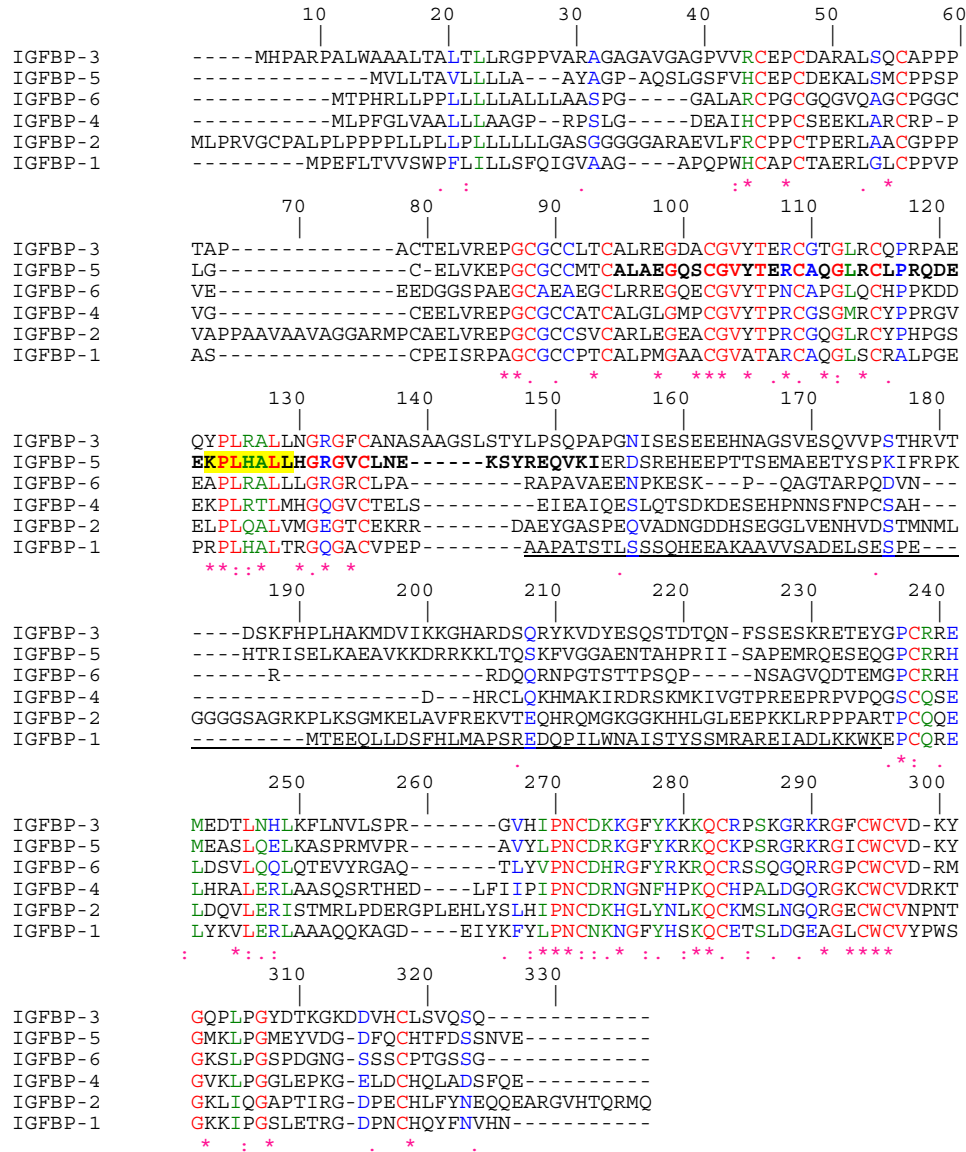 10 20 30 40 50 60
| | | | | |
IGFBP-3 -----MHPARPALWAAALTALTLLRGPPVARAGAGAVGAGPVVRCEPCDARALSQCAPPP
IGFBP-5 --------------MVLLTAVLLLLA---AYAGP-AQSLGSFVHCEPCDEKALSMCPPSP
IGFBP-6 -----------MTPHRLLPPLLLLLALLLAASPG-----GALARCPGCGQGVQAGCPGGC
IGFBP-4 -----------MLPFGLVAALLLAAGP-RPSLG-----DEAIHCPPCSEEKLARCRP-P
IGFBP-2 MLPRVGCPALPLPPPPLLPLLPLLLLLLGASGGGGGARAEVLFRCPPCTPERLAACGPPP
IGFBP-1 ---------MPEFLTVVSWPFLILLSFQIGVAAG-----APQPWHCAPCTAERLGLCPPVP
. : . :* * . *
70 80 90 100 110 120
| | | | | |
IGFBP-3 TAP-------------ACTELVREPGCGCCLTCALREGDACGVYTERCGTGLRCQPRPAE
IGFBP-5 LG--------------C-ELVKEPGCGCCMTCALAEGQSCGVYTERCAQGLRCLPRQDE
IGFBP-6 VE--------------EEDGGSPAEGCAEAEGCLRREGQECGVYTPNCAPGLQCHPPKDD
IGFBP-4 VG--------------CEELVREPGCGCCATCALGLGMPCGVYTPRCGSGMRCYPPRGV
IGFBP-2 VAPPAAVAAVAGGARMPCAELVREPGCGCCSVCARLEGEACGVYTPRCGQGLRCYPHPGS
IGFBP-1 AS--------------CPEISRPAGCGCCPTCALPMGAACGVATARCAQGLSCRALPGE
**. . * * *** * .* . *: * .
130 140 150 160 170 180
| | | | | |
IGFBP-3 QYPLRALLNGRGFCANASAAGSLSTYLPSQPAPGNISESEEEHNAGSVESQVVPSTHRVT
IGFBP-5 EKPLHALLHGRGVCLNE------KSYREQVKIERDSREHEEPTTSEMAEETYSPKIFRPK
IGFBP-6 EAPLRALLLGRGRCLPA--------RAPAVAEENPKESK---P--QAGTARPQDVN---
IGFBP-4 EKPLRTLMHGQGVCTELS-------EIEAIQESLQTSDKDESEHPNNSFNPCSAH---
IGFBP-2 ELPLQALVMGEGTCEKRR-------DAEYGASPEQVADNGDDHSEGGLVENHVDSTMNML
IGFBP-1 PRPLHALTRGQGACVPEP--------AAPATSTLSSSQHEEAKAAVVSADELSESPE---
**::* *.* * . .
190 200 210 220 230 240
| | | | | |
IGFBP-3 ----DSKFHPLHAKMDVIKKGHARDSQRYKVDYESQSTDTQN-FSSESKRETEYGPCRRE
IGFBP-5 ----HTRISELKAEAVKKDRRKKLTQSKFVGGAENTAHPRII-SAPEMRQESEQGPCRRH
IGFBP-6 ------R----------------RDQQRNPGTSTTPSQP----NSAGVQDTEMGPCRRH
IGFBP-4 ------------------D---HRCLQKHMAKIRDRSKMKIVGTPREEPRPVPQGSCQSE
IGFBP-2 GGGGSAGRKPLKSGMKELAVFREKVTEQHRQMGKGGKHHLGLEEPKKLRPPPARTPCQQE
IGFBP-1 ---------MTEEQLLDSFHLMAPSREDQPILWNAISTYSSMRAREIADLKKWKEPCQRE
. .*: .
250 260 270 280 290 300
| | | | | |
IGFBP-3 MEDTLNHLKFLNVLSPR-------GVHIPNCDKKGFYKKKQCRPSKGRKRGFCWCVD-KY
IGFBP-5 MEASLQELKASPRMVPR-------AVYLPNCDRKGFYKRKQCKPSRGRKRGICWCVD-KY
IGFBP-6 LDSVLQQLQTEVYRGAQ-------TLYVPNCDHRGFYRKRQCRSSQGQRRGPCWCVD-RM
IGFBP-4 LHRALERLAASQSRTHED----LFIIPIPNCDRNGNFHPKQCHPALDGQRGKCWCVDRKT
IGFBP-2 LDQVLERISTMRLPDERGPLEHLYSLHIPNCDKHGLYNLKQCKMSLNGQRGECWCVNPNT
IGFBP-1 LYKVLERLAAAQQKAGD----EIYKFYLPNCNKNGFYHSKQCETSLDGEAGLCWCVYPWS
: *:.: . :***::.* :. :** . : . * ****
310 320 330
| | |
IGFBP-3 GQPLPGYDTKGKDDVHCLSVQSQ-------------
IGFBP-5 GMKLPGMEYVDG-DFQCHTFDSSNVE----------
IGFBP-6 GKSLPGSPDGNG-SSSCPTGSSG-------------
IGFBP-4 GVKLPGGLEPKG-ELDCHQLADSFQE----------
IGFBP-2 GKLIQGAPTIRG-DPECHLFYNEQQEARGVHTQRMQ
IGFBP-1 GKKIPGSLETRG-DPNCHQYFNVHN-----------
* : * . * .